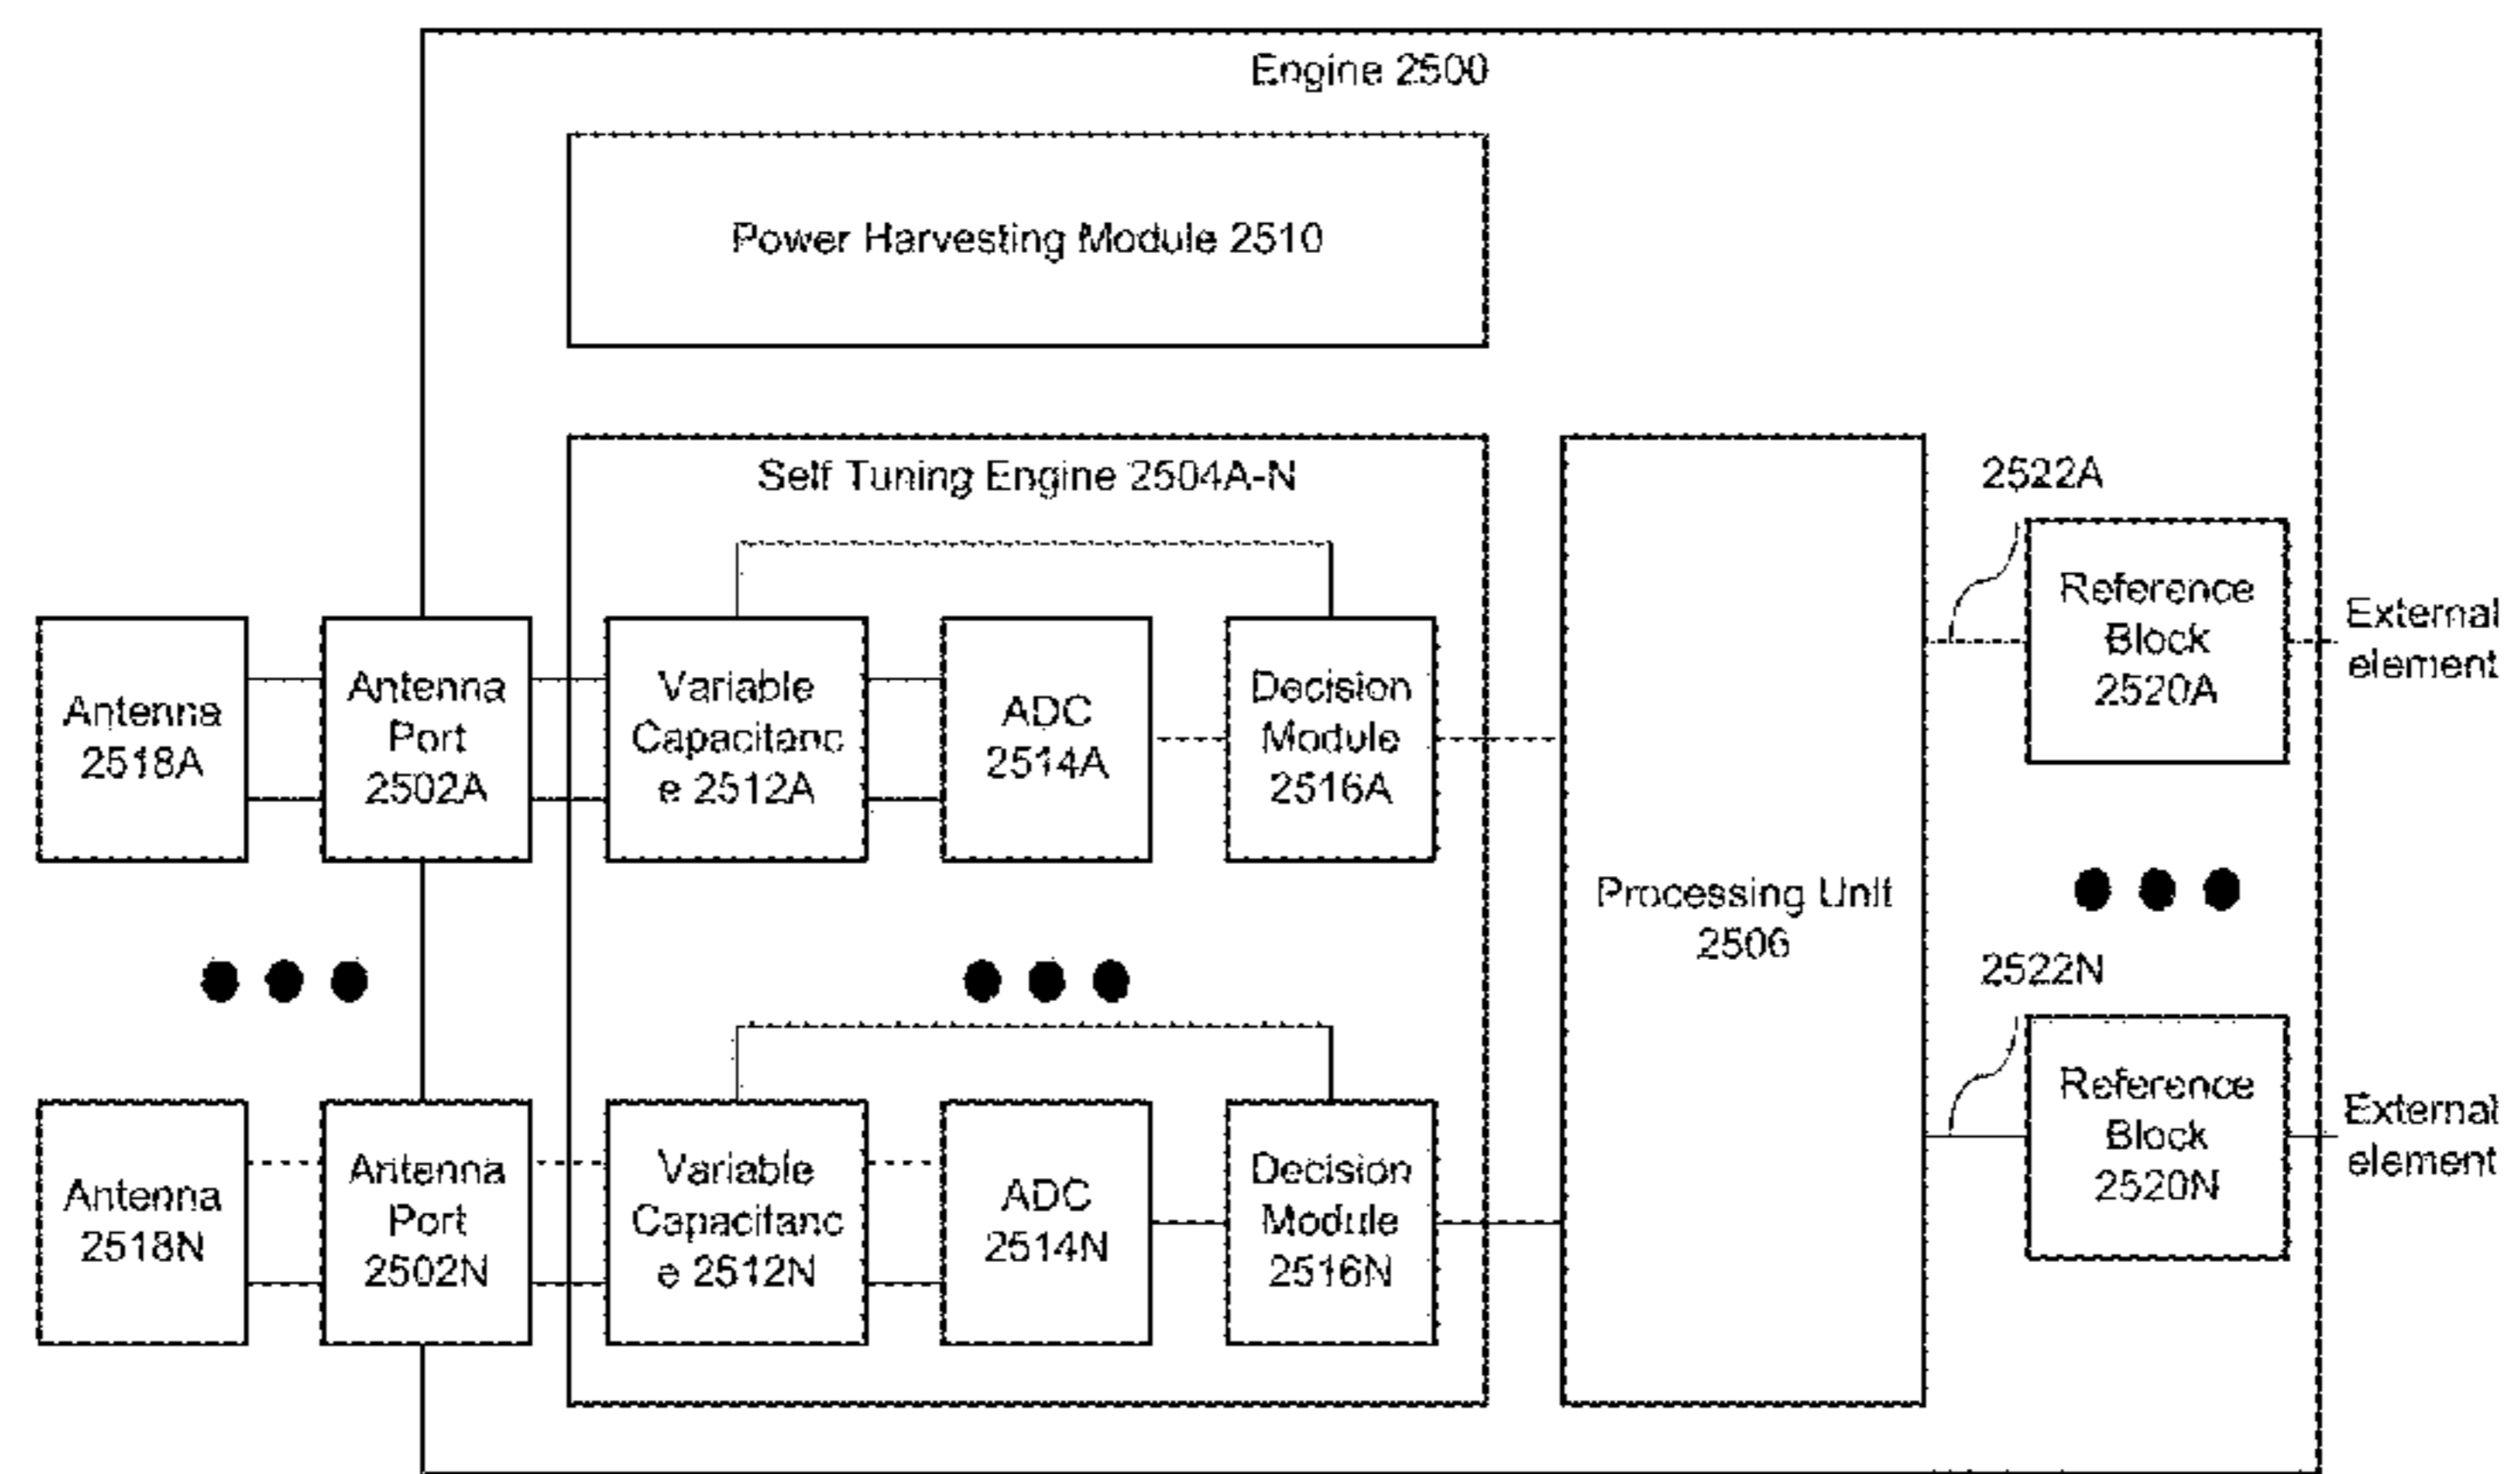 Engine 2500
Power Harvesting Module 2510
Self Tuning Engine 2504A-N
Antenna
2518A
Antenna
Port
2502A
Variable
Capacitanc
e 2512A
ADC
2514A
Decision
Module
2516A
Processing Unit
2506
2522A
Reference
Block
2520A
External
element
Antenna
2518N
Antenna
Port
2502N
Variable
Capacitanc
e 2512N
ADC
2514N
Decision
Module
2516N
2522N
Reference
Block
2520N
External
element